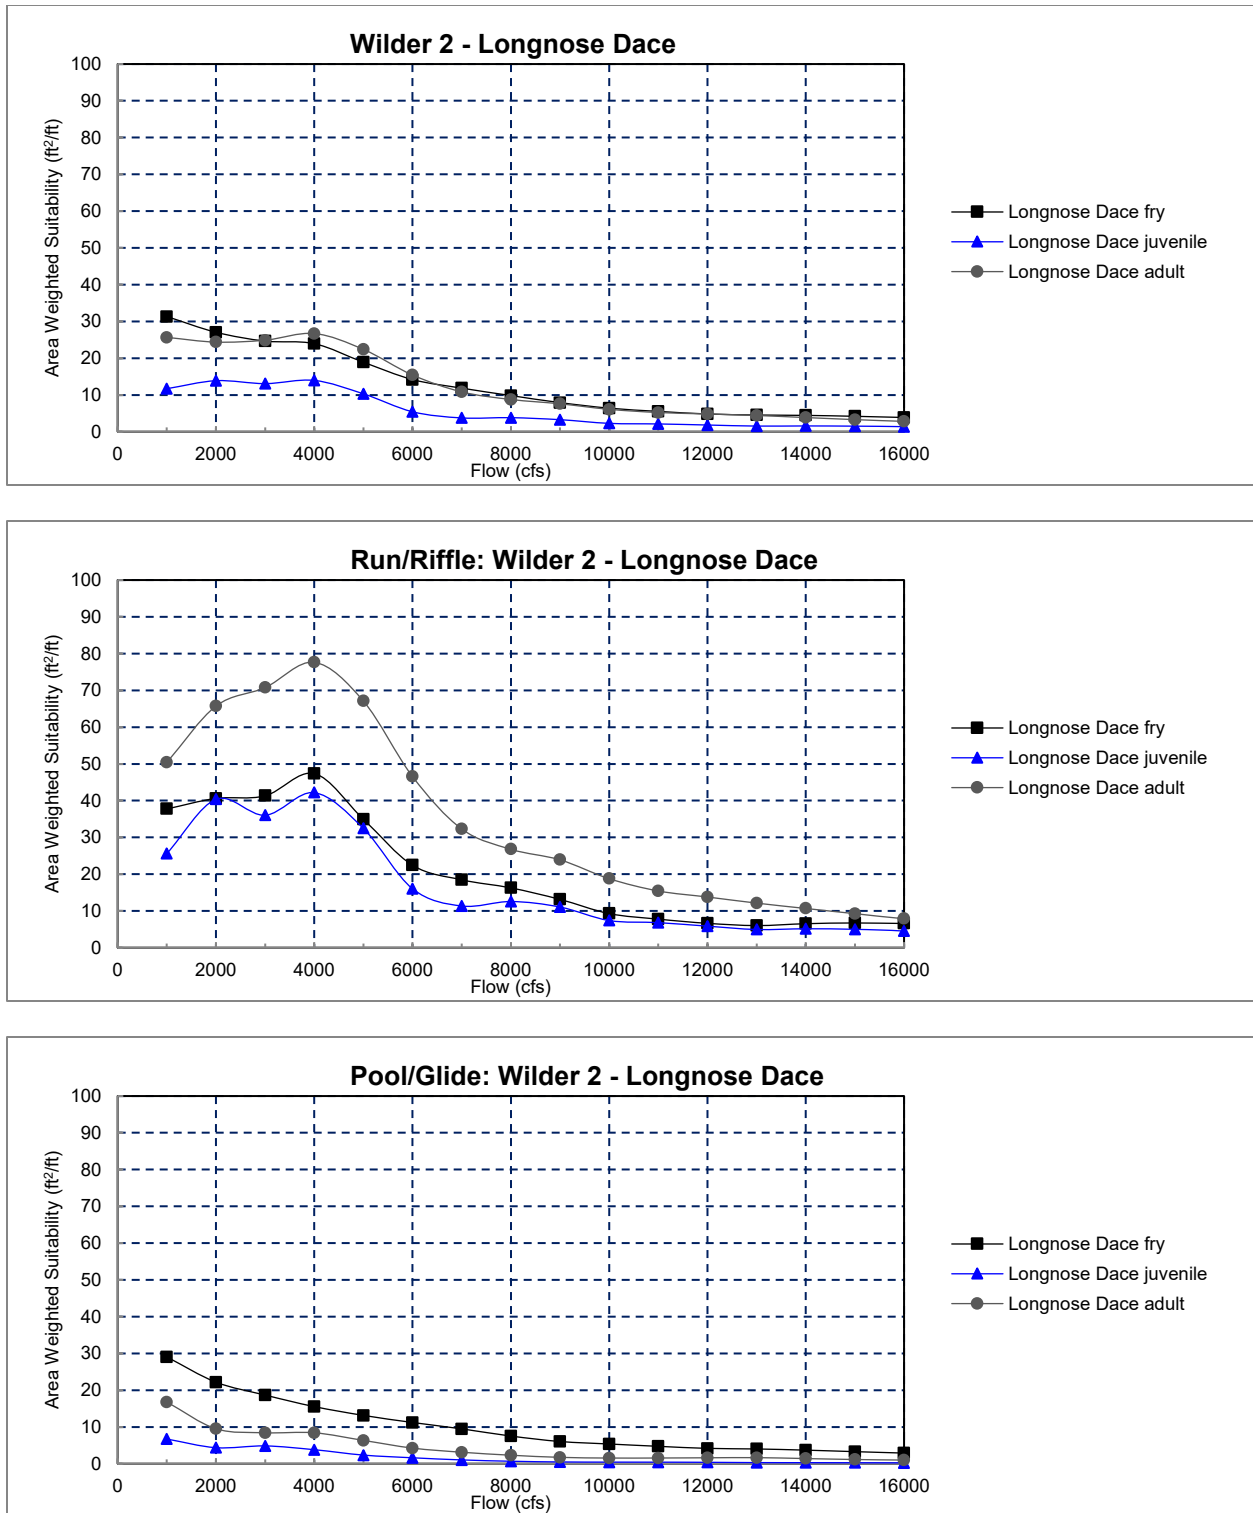 Wilder 2 - Longnose Dace
Area Weighted Suitability (ft²/ft)
100
90
80
70
60
50
40
30
20
10
0
0 2000 4000 6000 8000 10000 12000 14000 16000
Flow (cfs)
Longnose Dace fry
Longnose Dace juvenile
Longnose Dace adult
Run/Riffle: Wilder 2 - Longnose Dace
Area Weighted Suitability (ft²/ft)
100
90
80
70
60
50
40
30
20
10
0
0 2000 4000 6000 8000 10000 12000 14000 16000
Flow (cfs)
Longnose Dace fry
Longnose Dace juvenile
Longnose Dace adult
Pool/Glide: Wilder 2 - Longnose Dace
Area Weighted Suitability (ft²/ft)
100
90
80
70
60
50
40
30
20
10
0
0 2000 4000 6000 8000 10000 12000 14000 16000
Flow (cfs)
Longnose Dace fry
Longnose Dace juvenile
Longnose Dace adult